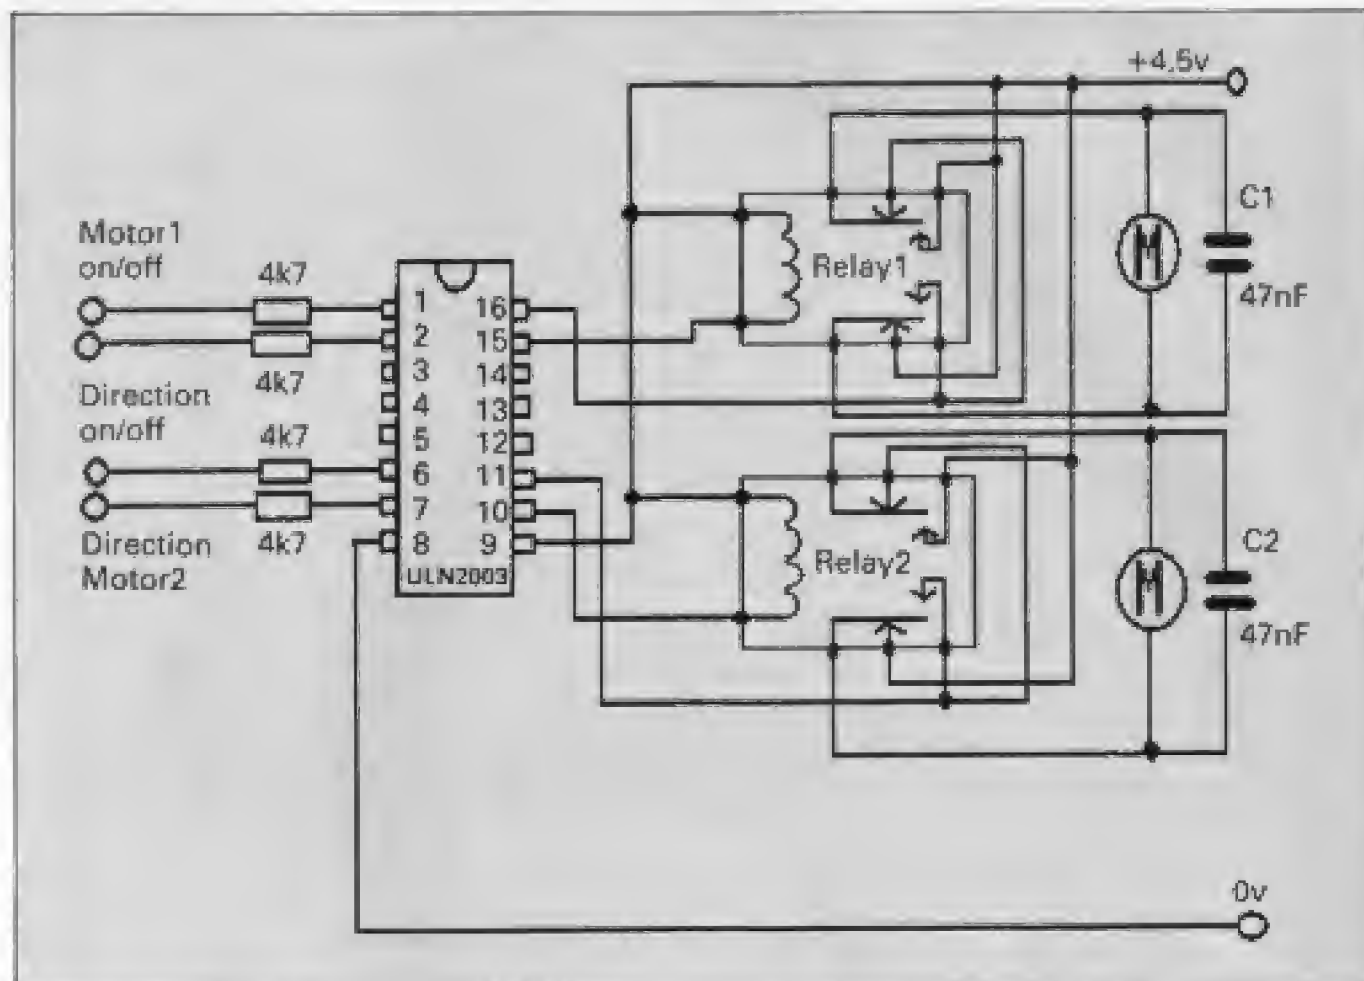 +4.5v
C1
47nF
Motor1
on/off
4k7
Relay1
1
2
3
4
5
6
7
8
16
15
14
13
12
11
10
9
ULN2003
4k7
Direction
on/off
4k7
Direction
Motor2
4k7
M
M
Relay2
C2
47nF
0v